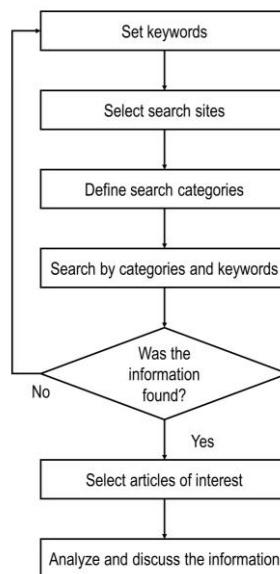 Set keywords
Select search sites
Define search categories
Search by categories and keywords
Was the
information
found?
No
Yes
Select articles of interest
Analyze and discuss the information